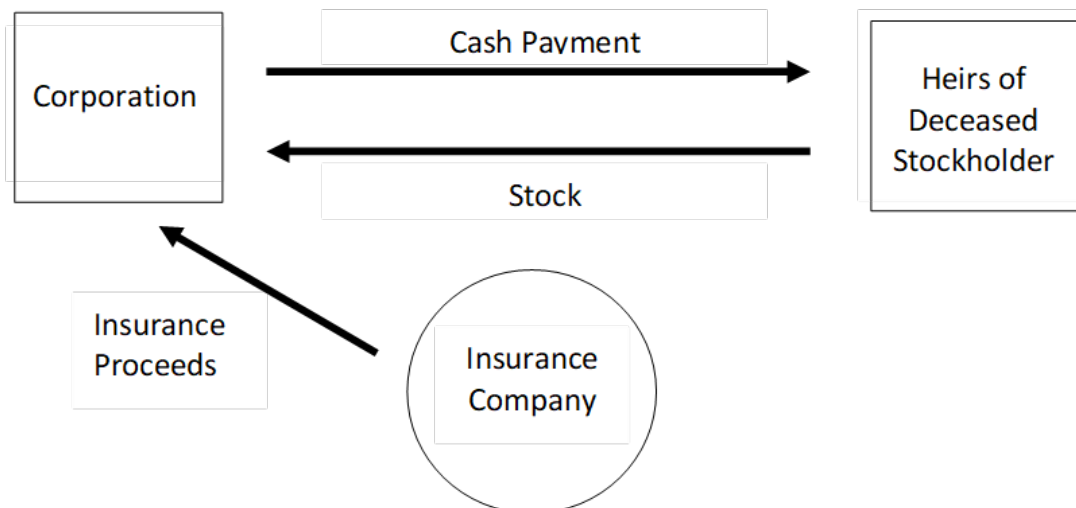 Cash Payment
Corporation
Heirs of
Deceased
Stockholder
Stock
Insurance
Proceeds
Insurance
Company